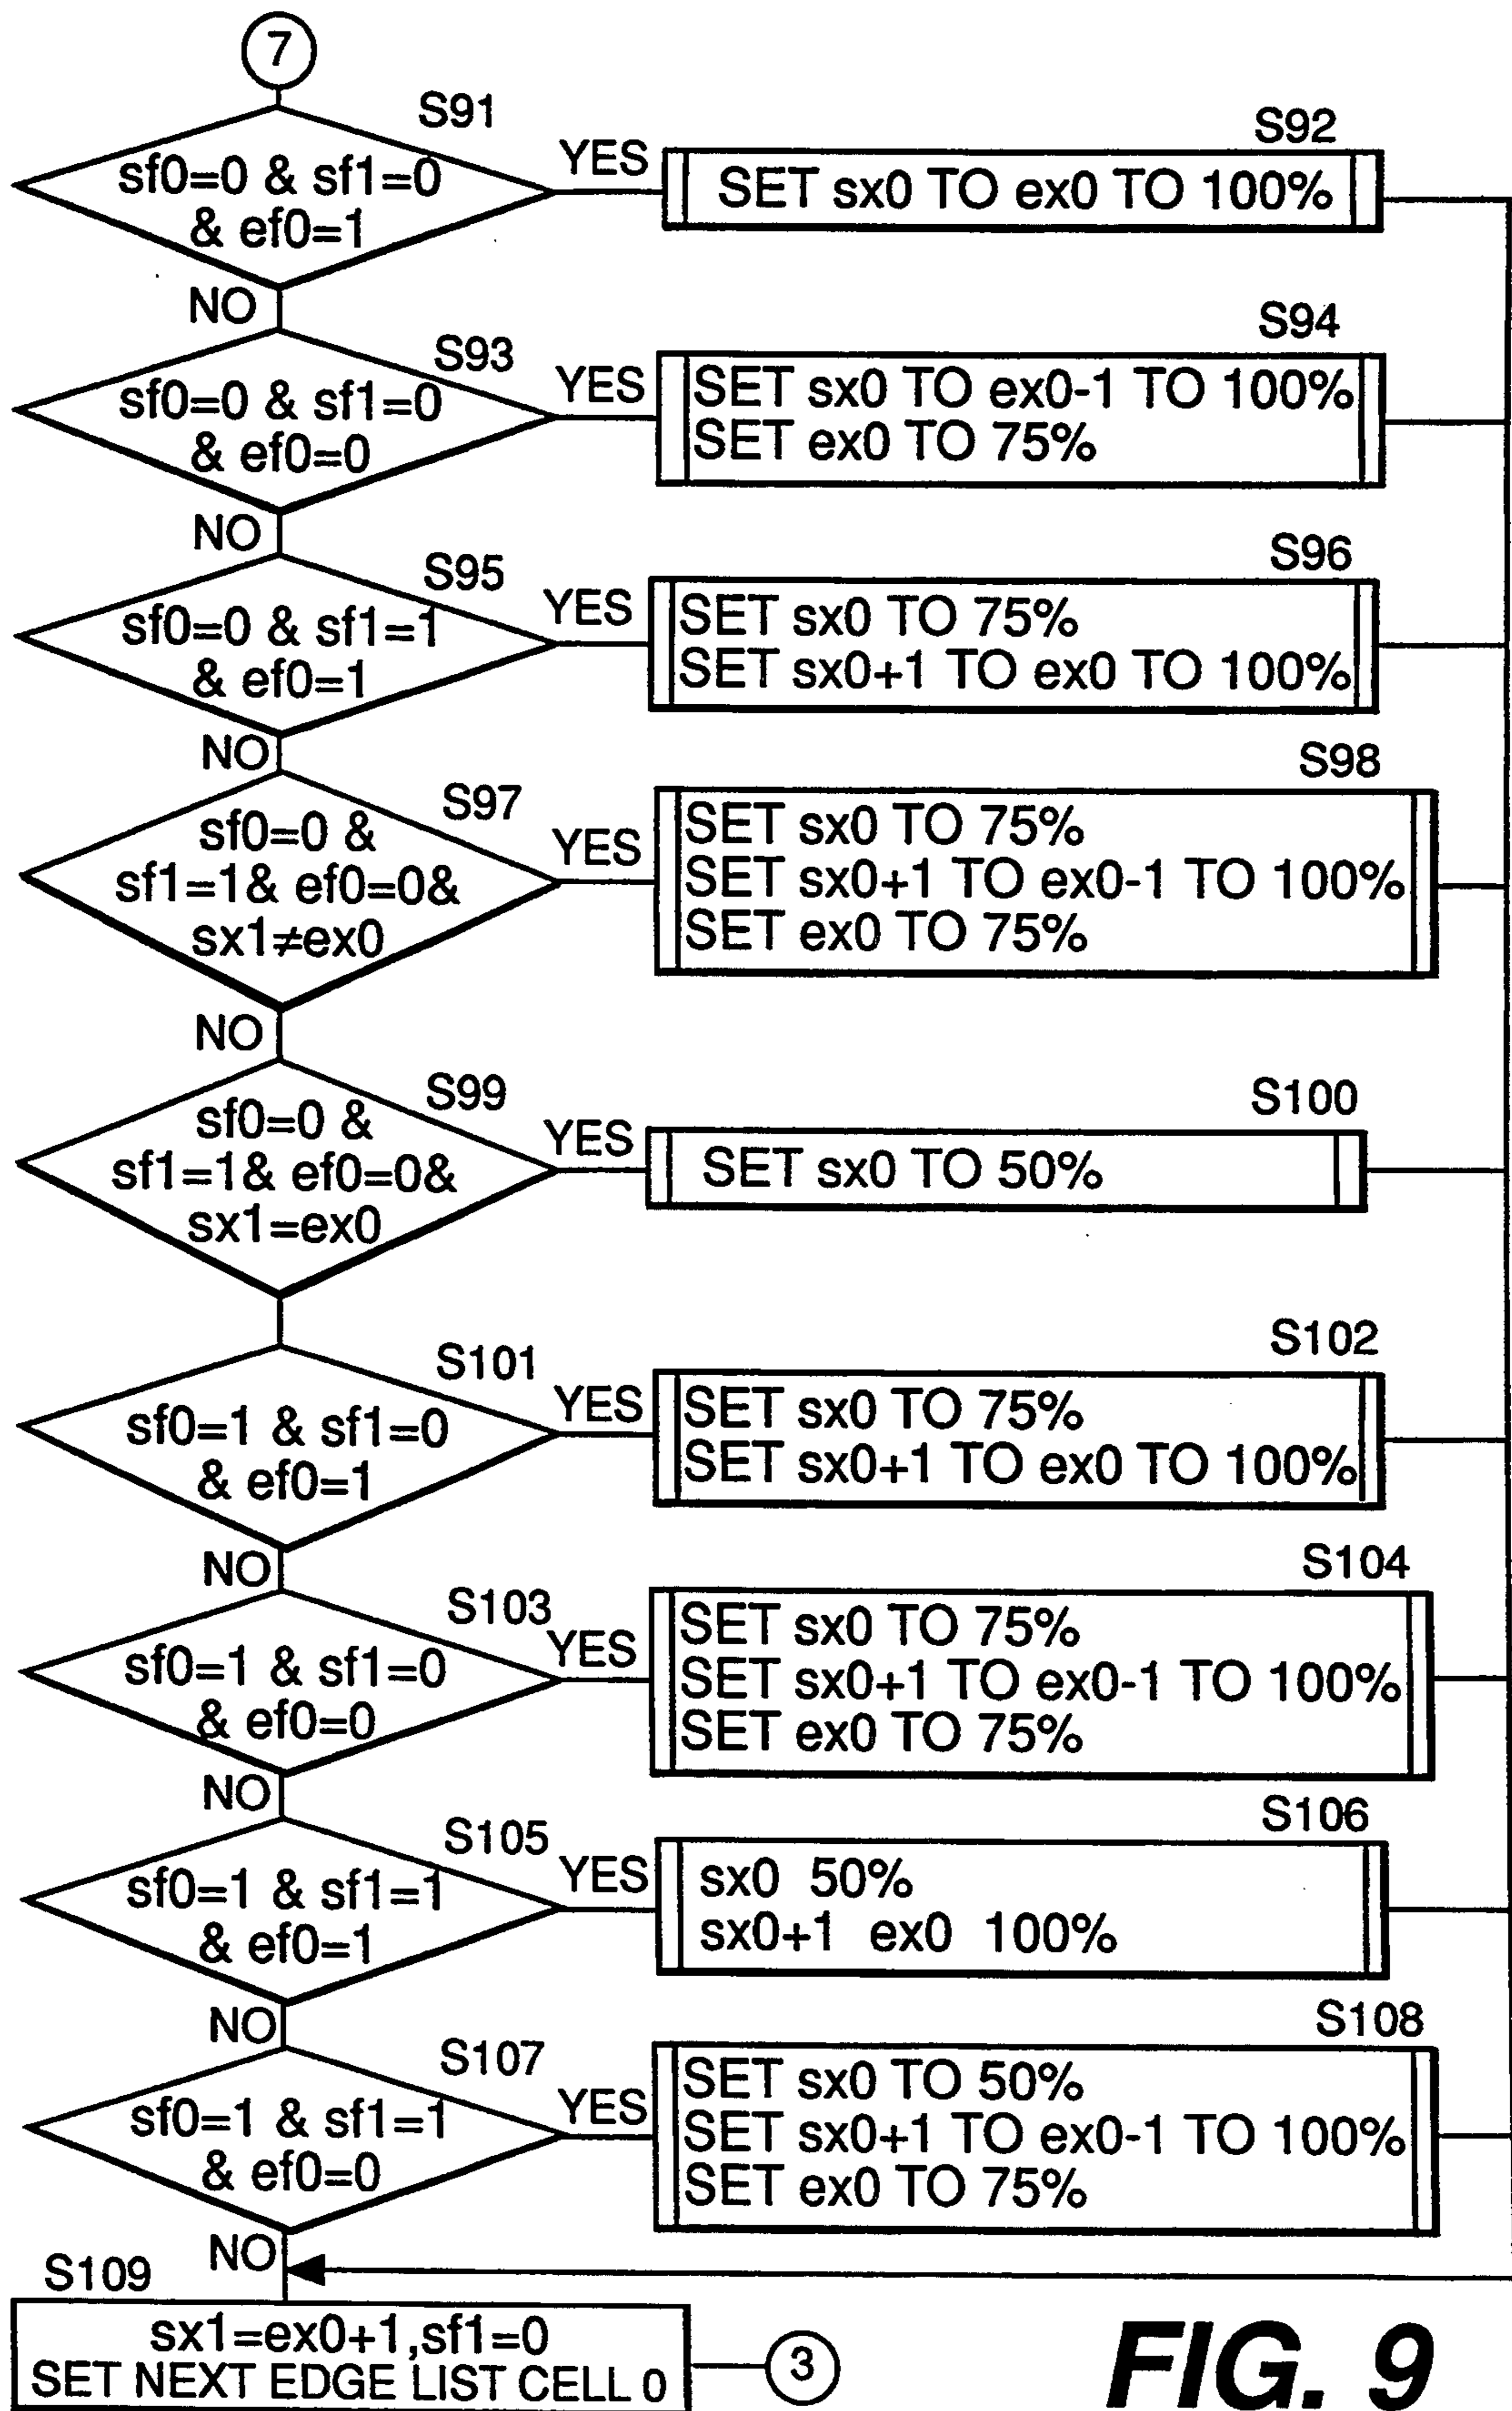 7
S91
sf0=0 & sf1=0
& ef0=1
YES
S92
SET sx0 TO ex0 TO 100%
NO
S93
sf0=0 & sf1=0
& ef0=0
YES
S94
SET sx0 TO ex0-1 TO 100%
SET ex0 TO 75%
NO
S95
sf0=0 & sf1=1
& ef0=1
YES
S96
SET sx0 TO 75%
SET sx0+1 TO ex0 TO 100%
NO
S97
sf0=0 &
sf1=1& ef0=0&
sx1≠ex0
YES
S98
SET sx0 TO 75%
SET sx0+1 TO ex0-1 TO 100%
SET ex0 TO 75%
NO
S99
sf0=0 &
sf1=1& ef0=0&
sx1=ex0
YES
S100
SET sx0 TO 50%
S101
sf0=1 & sf1=0
& ef0=1
YES
S102
SET sx0 TO 75%
SET sx0+1 TO ex0 TO 100%
NO
S103
sf0=1 & sf1=0
& ef0=0
YES
S104
SET sx0 TO 75%
SET sx0+1 TO ex0-1 TO 100%
SET ex0 TO 75%
NO
S105
sf0=1 & sf1=1
& ef0=1
YES
S106
sx0 50%
sx0+1 ex0 100%
NO
S107
sf0=1 & sf1=1
& ef0=0
YES
S108
SET sx0 TO 50%
SET sx0+1 TO ex0-1 TO 100%
SET ex0 TO 75%
NO
S109
sx1=ex0+1,sf1=0
SET NEXT EDGE LIST CELL 0
3
FIG. 9